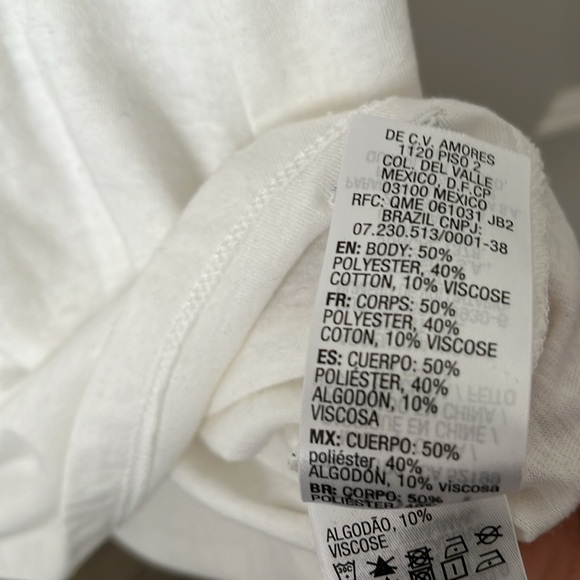 DE C.V. AMORES
1120 PISO 2
COL. DEL VALLE
MEXICO, D.F.CP
03100 MEXICO
RFC: QME 061031 JB2
BRAZIL CNPJ:
07.230.513/0001-38
EN: BODY: 50%
POLYESTER, 40%
COTTON, 10% VISCOSE
FR: CORPS: 50%
POLYESTER, 40%
COTON, 10% VISCOSE
ES: CUERPO: 50%
POLIÉSTER, 40%
ALGODÓN, 10%
VISCOSA
MX: CUERPO: 50%
poliéster, 40%
ALGODÓN, 10% viscosa
BR: CORPO: 50%
ALGODÃO, 10%
VISCOSE
30C